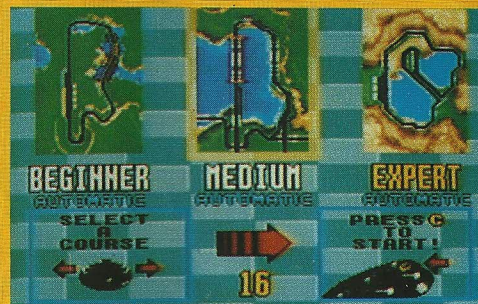 BEGINNER MEDIUM EXPERT
AUTOMATIC AUTOMATIC AUTOMATIC
SELECT
A
COURSE
PRESS C
TO
START!
16